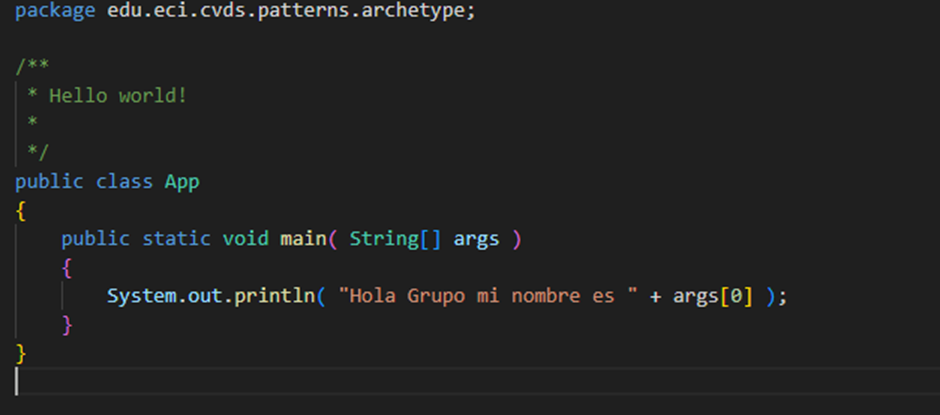 package edu.eci.cvds.patterns.archetype;
/**
 * Hello world!
 *
 */
public class App
{
    public static void main( String[] args )
    {
        System.out.println( "Hola Grupo mi nombre es " + args[0] );
    }
}